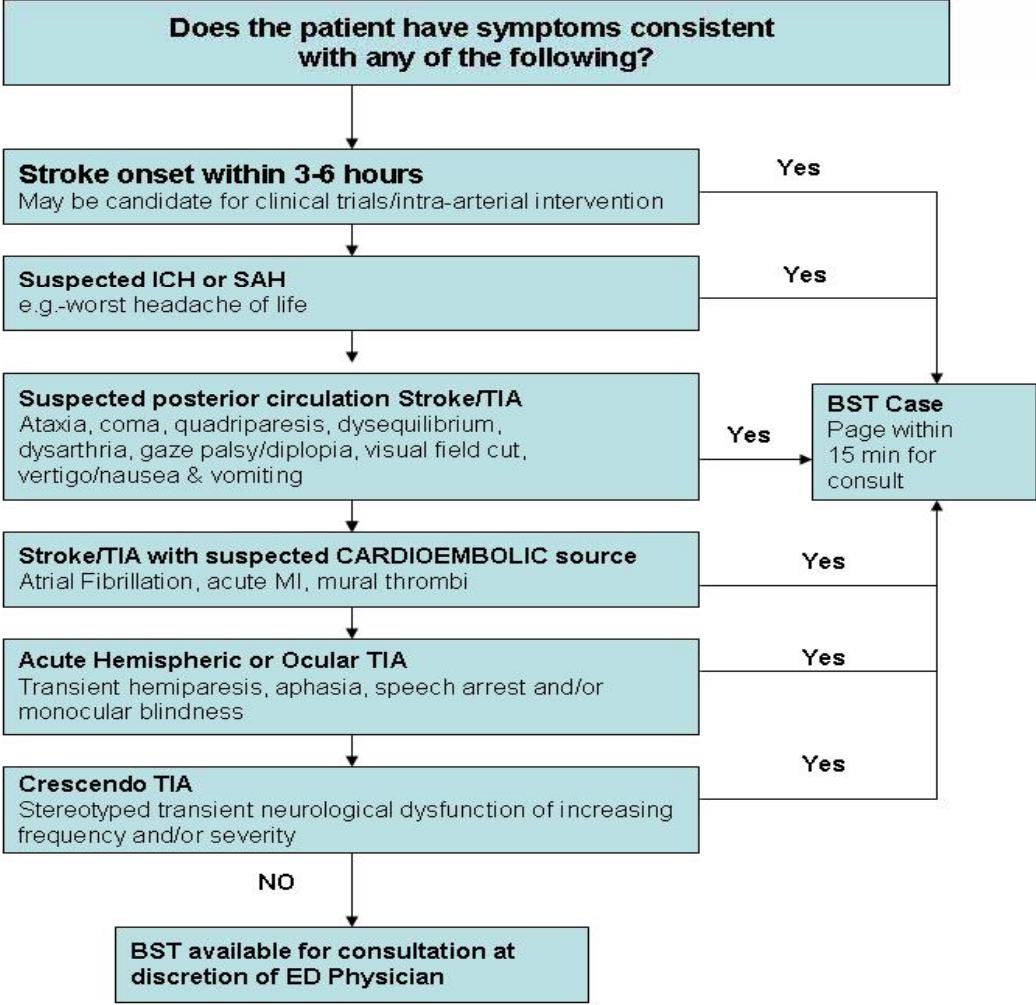 Does the patient have symptoms consistent
with any of the following?
Stroke onset within 3-6 hours
May be candidate for clinical trials/intra-arterial intervention
Yes
Suspected ICH or SAH
e.g.-worst headache of life
Yes
Suspected posterior circulation Stroke/TIA
Ataxia, coma, quadriparesis, dysequilibrium,
dysarthria, gaze palsy/diplopia, visual field cut,
vertigo/nausea & vomiting
Yes
BST Case
Page within
15 min for
consult
Stroke/TIA with suspected CARDIOEMBOLIC source
Atrial Fibrillation, acute MI, mural thrombi
Yes
Acute Hemispheric or Ocular TIA
Transient hemiparesis, aphasia, speech arrest and/or
monocular blindness
Yes
Crescendo TIA
Stereotyped transient neurological dysfunction of increasing
frequency and/or severity
Yes
NO
BST available for consultation at
discretion of ED Physician